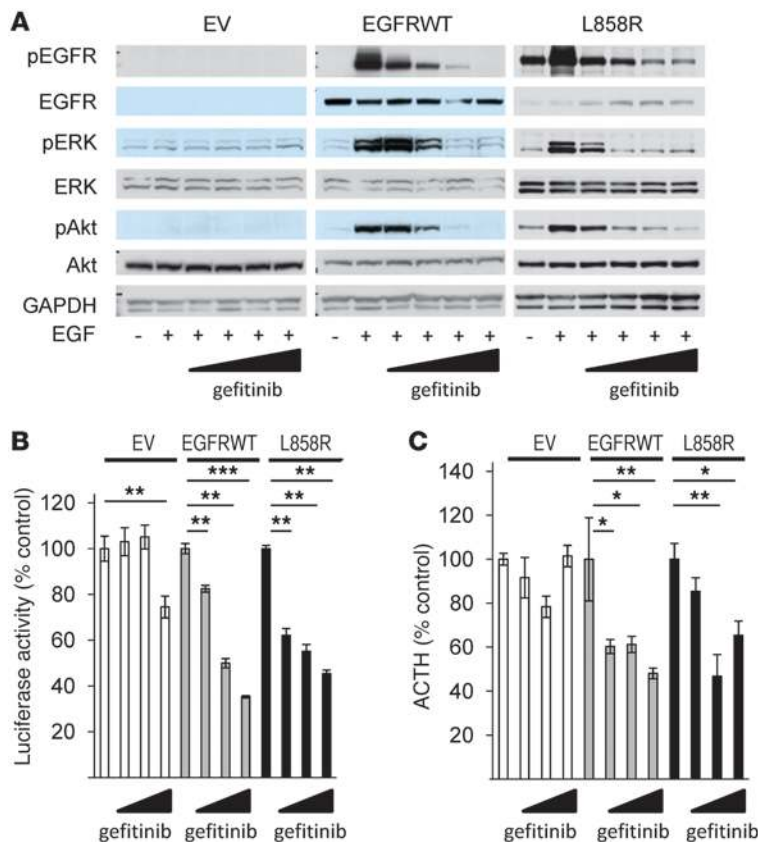 A
EV EGFRWT L858R
pEGFR
EGFR
pERK
ERK
pAkt
Akt
GAPDH
EGF - + + + + + - + + + + + - + + + + +
gefitinib gefitinib gefitinib
B
EV EGFRWT L858R
*** **
** ** **
** **
Luciferase activity (% control)
120
100
80
60
40
20
gefitinib gefitinib gefitinib
C
EV EGFRWT L858R
** *
* **
*
ACTH (% control)
140
120
100
80
60
40
20
gefitinib gefitinib gefitinib